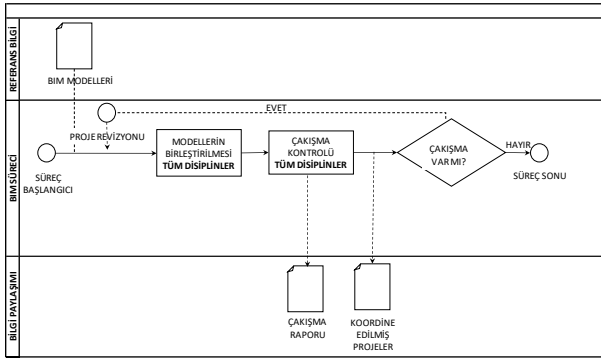 REFERANS BİLGİ
BIM MODELLERİ
BIM SÜRECİ
EVET
PROJE REVİZYONU
SÜREÇ
BAŞLANGICI
MODELLERİN
BİRLEŞTİRİLMESİ
TÜM DİSİPLİNLER
ÇAKIŞMA
KONTROLÜ
TÜM DİSİPLİNLER
ÇAKIŞMA
VAR MI?
HAYIR
SÜREÇ SONU
BİLGİ PAYLAŞIMI
ÇAKIŞMA
RAPORU
KOORDİNE
EDİLMİŞ
PROJELER